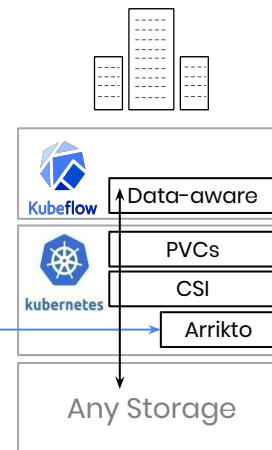 Data-aware
Kubeflow
PVCs
CSI
kubernetes
Arrikto
Any Storage